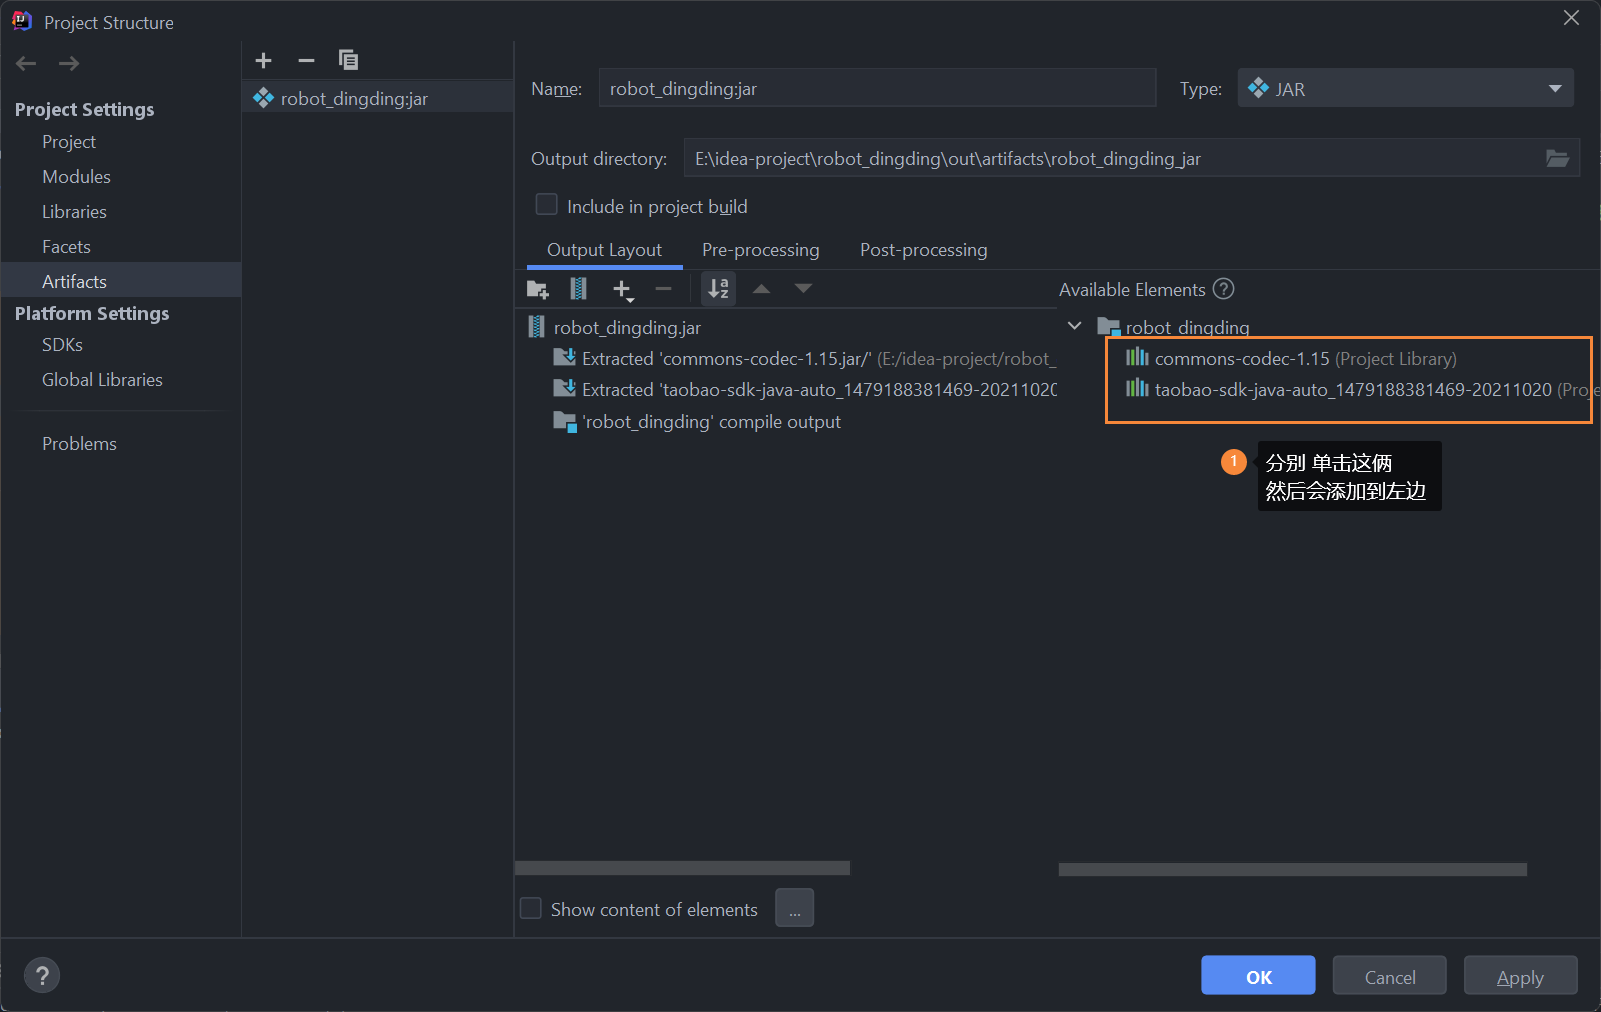 Project Structure
Project Settings
Project
Modules
Libraries
Facets
Artifacts
Platform Settings
SDKs
Global Libraries
Problems
robot_dingding:jar
Name: robot_dingding:jar Type: JAR
Output directory: E:\idea-project\robot_dingding\out\artifacts\robot_dingding_jar
Include in project build
Output Layout Pre-processing Post-processing
Available Elements ?
robot_dingding.jar
Extracted 'commons-codec-1.15.jar/' (E:/idea-project/robot_
Extracted 'taobao-sdk-java-auto_1479188381469-20211020
'robot_dingding' compile output
robot_dingding
commons-codec-1.15 (Project Library)
taobao-sdk-java-auto_1479188381469-20211020 (Proje
1
分别 单击这俩
然后会添加到左边
Show content of elements ...
? OK Cancel Apply